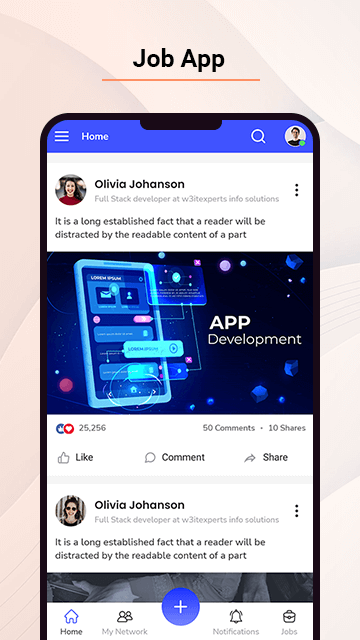 Job App
Home
Olivia Johanson
Full Stack developer at w3itexperts info solutions
It is a long established fact that a reader will be
distracted by the readable content of a part
LOREM IPSUM
LOREM IPSUM
APP
Development
25,256
50 Comments • 10 Shares
Like
Comment
Share
Olivia Johanson
Full Stack developer at w3itexperts info solutions
It is a long established fact that a reader will be
distracted by the readable content of a part
Home
My Network
Notifications
Jobs